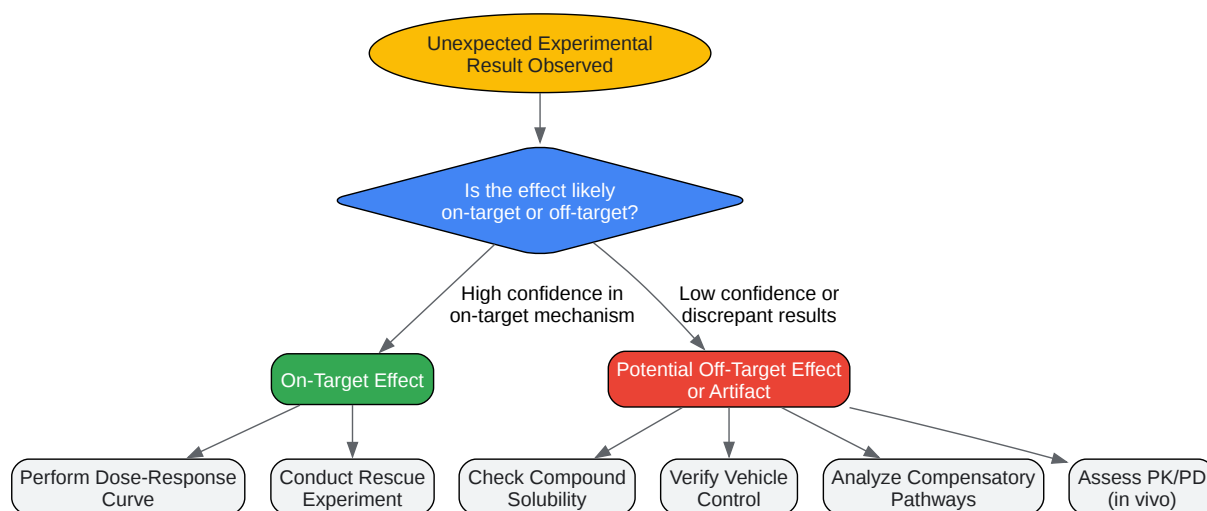 Unexpected Experimental
Result Observed
Is the effect likely
on-target or off-target?
High confidence in
on-target mechanism
Low confidence or
discrepant results
On-Target Effect
Potential Off-Target Effect
or Artifact
Perform Dose-Response
Curve
Conduct Rescue
Experiment
Check Compound
Solubility
Verify Vehicle
Control
Analyze Compensatory
Pathways
Assess PK/PD
(in vivo)